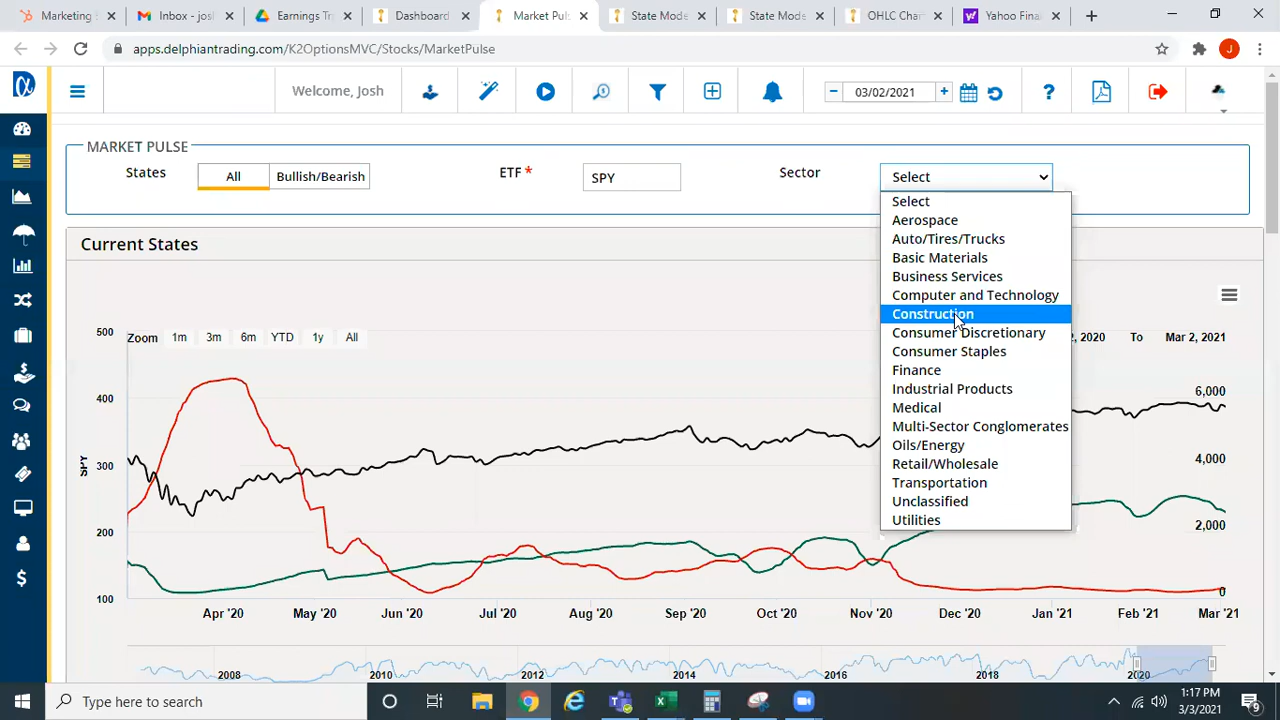 Marketing S
Inbox - josl
Earnings Tr
Dashboard
Market Puls
State Mode
State Mode
OHLC Char
Yahoo Fina
apps.delphiantrading.com/K2OptionsMVC/Stocks/MarketPulse
J
Welcome, Josh
- 03/02/2021 +
MARKET PULSE
States
All
Bullish/Bearish
ETF *
SPY
Sector
Select
Select
Aerospace
Auto/Tires/Trucks
Basic Materials
Business Services
Computer and Technology
Construction
Consumer Discretionary
Consumer Staples
Finance
Industrial Products
Medical
Multi-Sector Conglomerates
Oils/Energy
Retail/Wholesale
Transportation
Unclassified
Utilities
Current States
Zoom 1m 3m 6m YTD 1y All
2, 2020 To Mar 2, 2021
500
400
300
200
100
SPY
6,000
4,000
2,000
0
Apr '20 May '20 Jun '20 Jul '20 Aug '20 Sep '20 Oct '20 Nov '20 Dec '20 Jan '21 Feb '21 Mar '21
2008 2010 2012 2014 2016 2018 2020
Type here to search
1:17 PM
3/3/2021
9